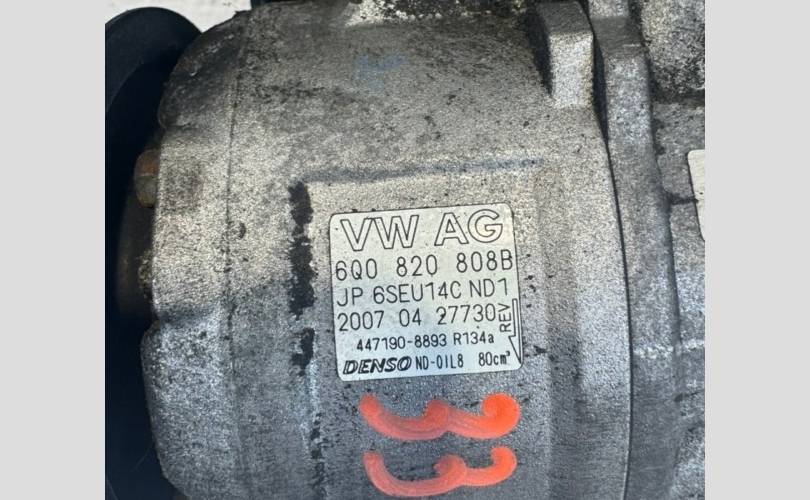 VW AG
6Q0 820 808B
JP 6SEU14C ND1
2007 04 27730
REV
447190-8893 R134a
DENSO ND-OIL8 80cm³
33